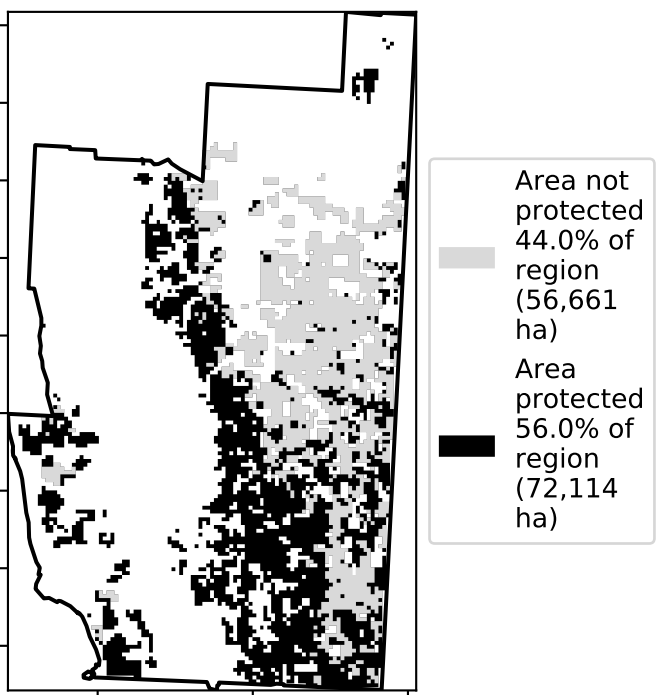 Area not
protected
44.0% of
region
(56,661
ha)
Area
protected
56.0% of
region
(72,114
ha)